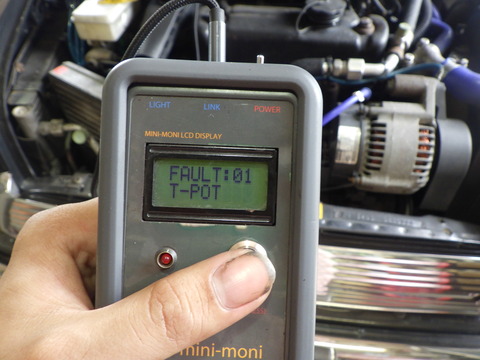 LIGHT LINK POWER
MINI-MONI LCD DISPLAY
FAULT:01
T-POT
mini-moni